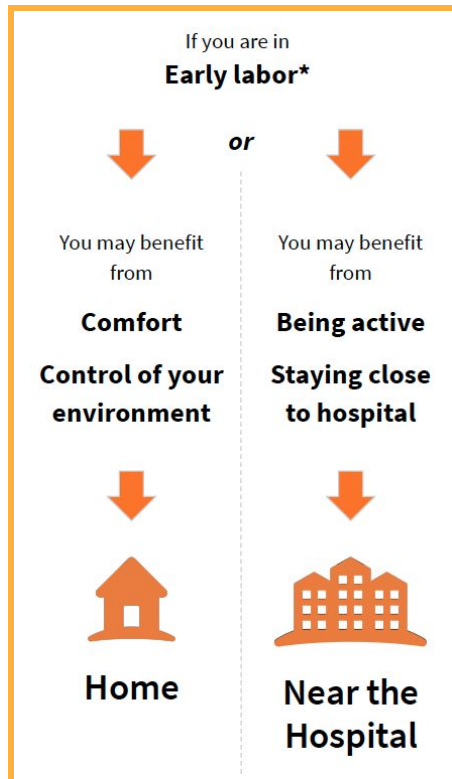 If you are in
Early labor*
or
You may benefit
from
Comfort
Control of your
environment
Home
You may benefit
from
Being active
Staying close
to hospital
Near the
Hospital